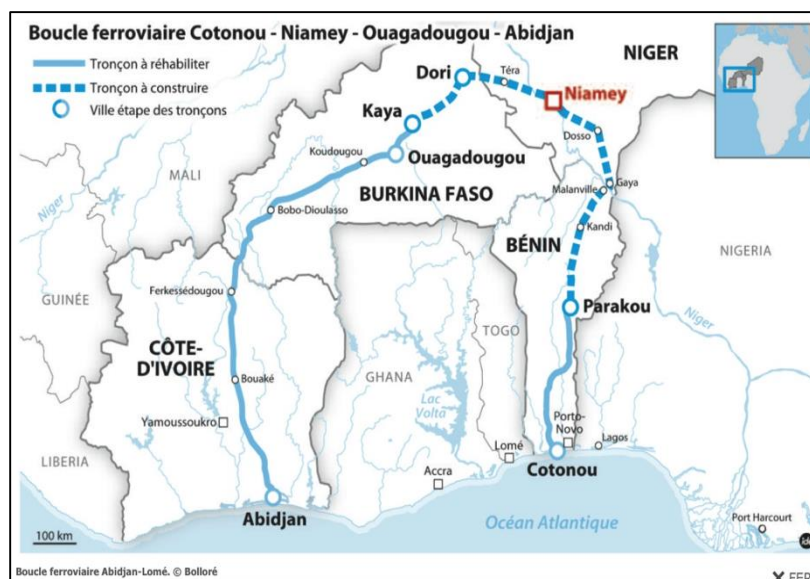 Boucle ferroviaire Cotonou - Niamey - Ouagadougou - Abidjan
Tronçon à réhabiliter
Tronçon à construire
Ville étape des tronçons
NIGER
Dori
Téra
Niamey
Kaya
Dosso
Koudougou
Ouagadougou
MALI
Gaya
Malanville
BURKINA FASO
Niger
Bobo-Dioulasso
Kandi
BÉNIN
NIGERIA
GUINÉE
Ferkessédougou
Parakou
Niger
TOGO
CÔTE-
D'IVOIRE
GHANA
Bouaké
Lac
Volta
Yamoussoukro
Porto-
Novo
Lagos
Lomé
LIBERIA
Accra
Cotonou
Abidjan
Océan Atlantique
Port Harcourt
100 km
Boucle ferroviaire Abidjan-Lomé. © Bolloré